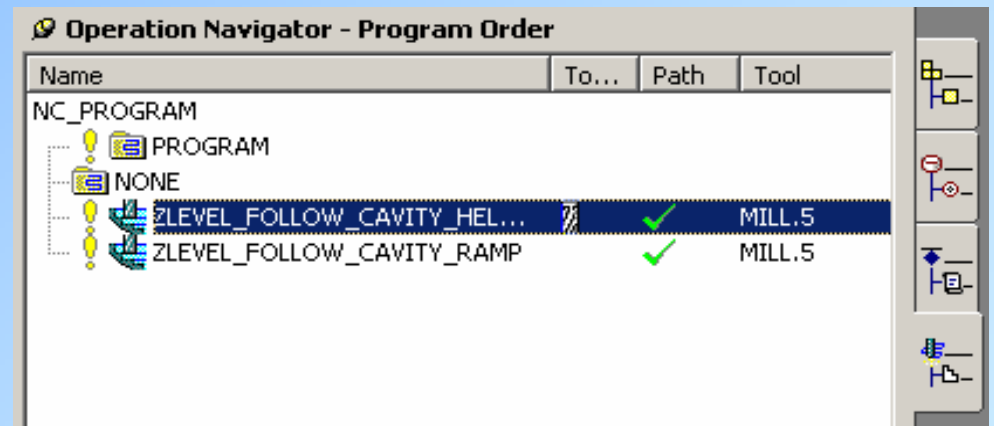 Operation Navigator - Program Order
Name To... Path Tool
NC_PROGRAM
PROGRAM
NONE
ZLEVEL_FOLLOW_CAVITY_HEL... MILL.5
ZLEVEL_FOLLOW_CAVITY_RAMP MILL.5